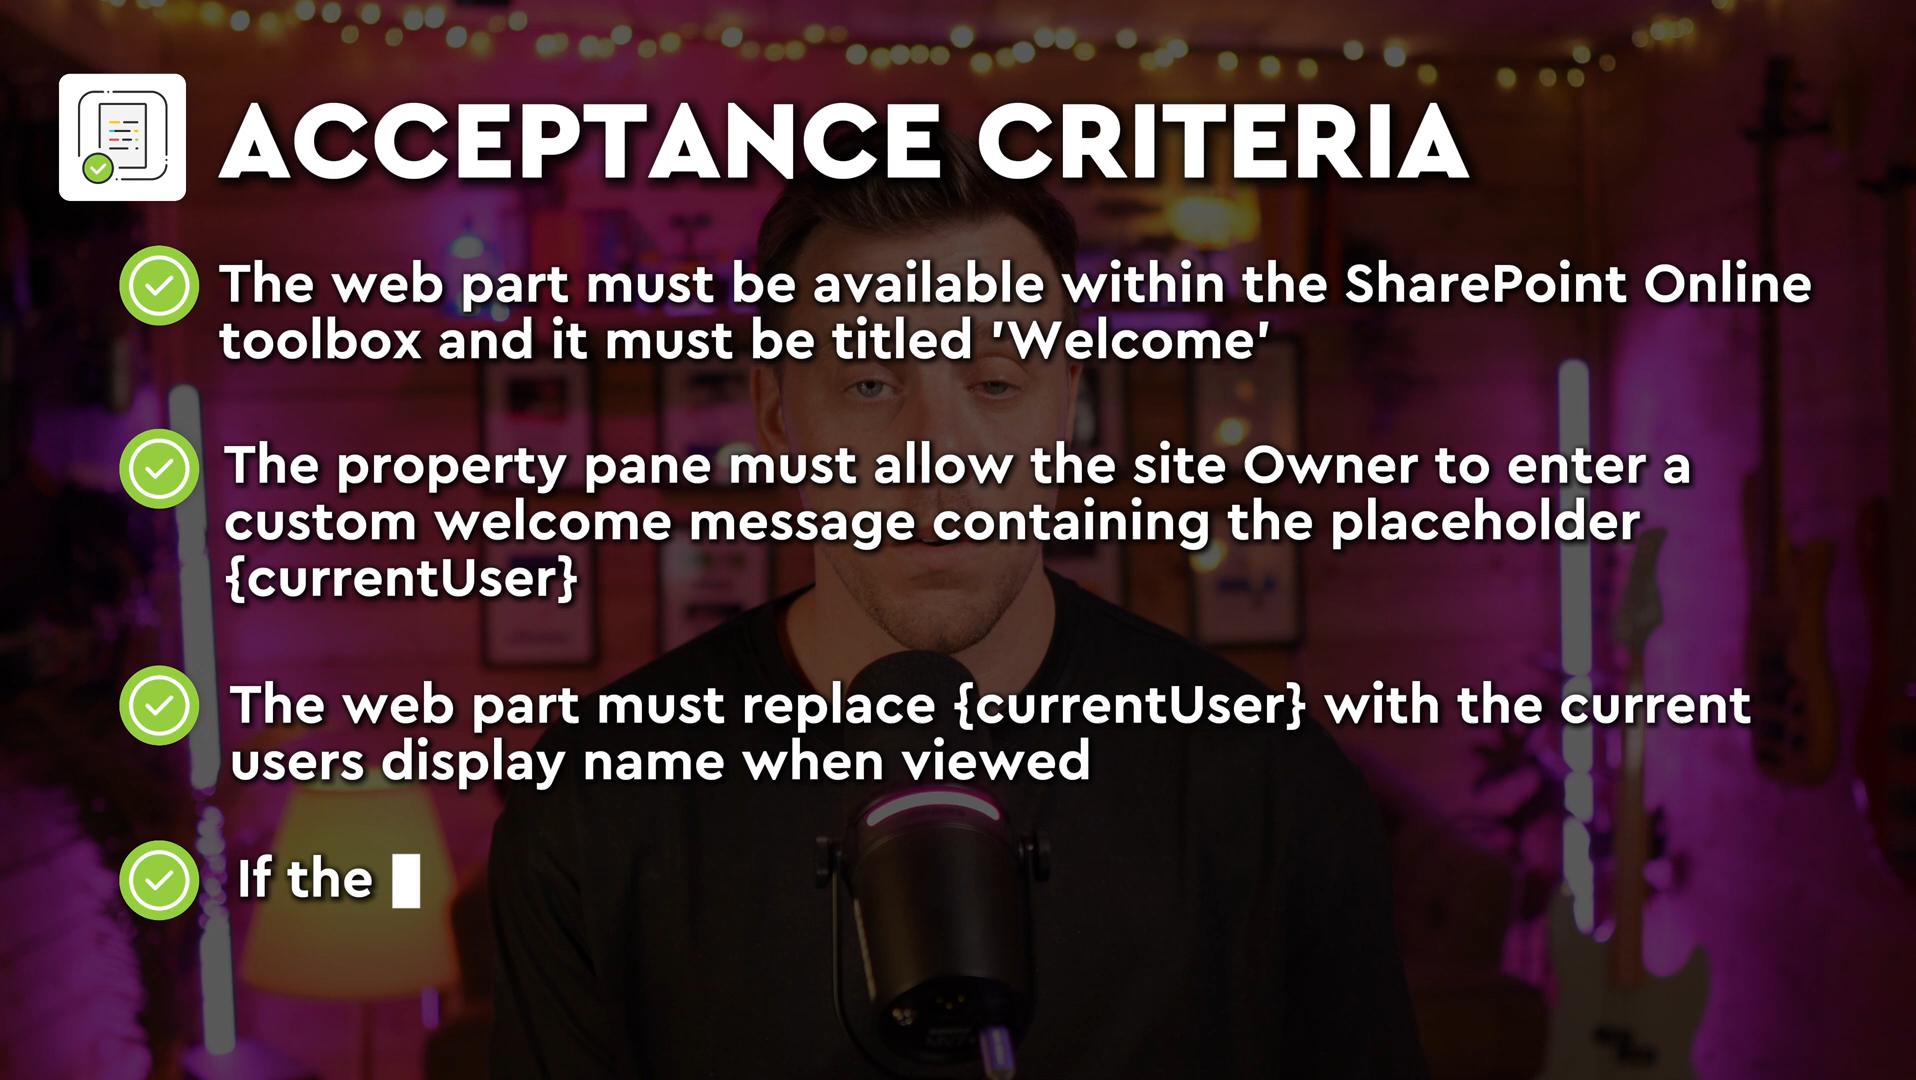 ACCEPTANCE CRITERIA
The web part must be available within the SharePoint Online
toolbox and it must be titled 'Welcome'
The property pane must allow the site Owner to enter a
custom welcome message containing the placeholder
{currentUser}
The web part must replace {currentUser} with the current
users display name when viewed
If the